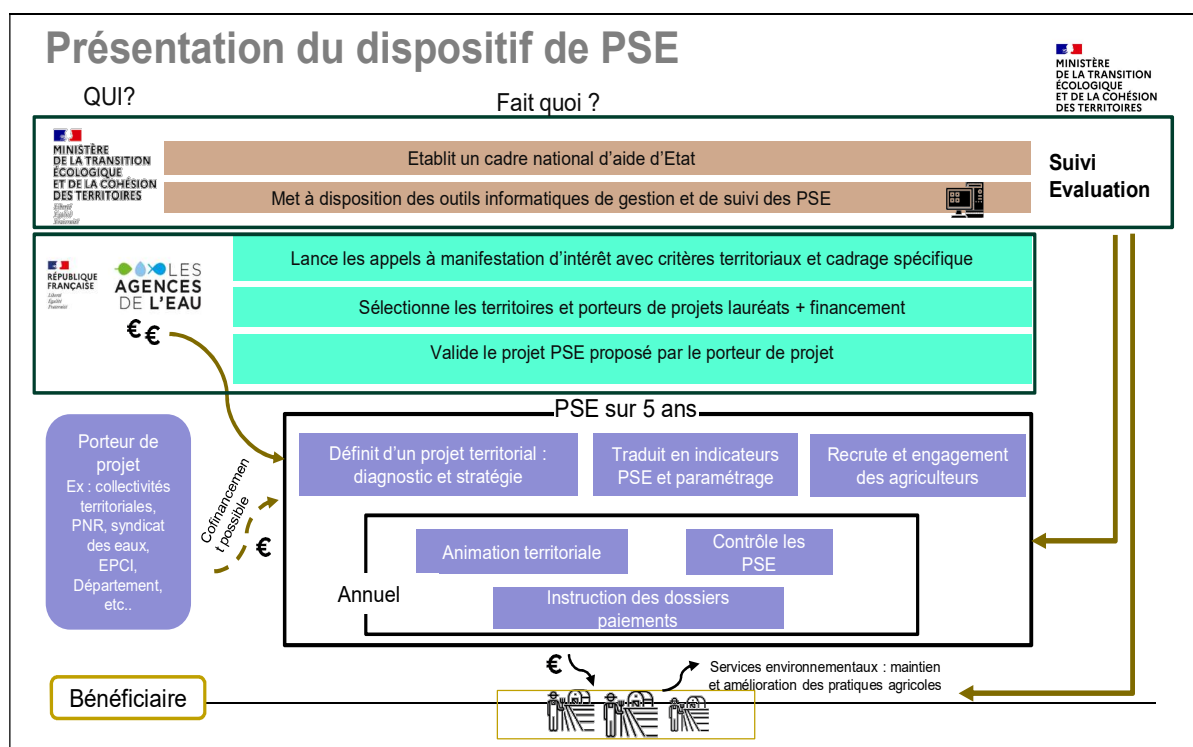 Présentation du dispositif de PSE
MINISTÈRE
DE LA TRANSITION
ÉCOLOGIQUE
ET DE LA COHÉSION
DES TERRITOIRES
QUI?
Fait quoi ?
MINISTÈRE
DE LA TRANSITION
ÉCOLOGIQUE
ET DE LA COHÉSION
DES TERRITOIRES
Liberté
Égalité
Fraternité
Etablit un cadre national d'aide d'Etat
Met à disposition des outils informatiques de gestion et de suivi des PSE
Suivi
Evaluation
RÉPUBLIQUE
FRANÇAISE
Liberté
Égalité
Fraternité
LES
AGENCES
DE L'EAU
€ €
Lance les appels à manifestation d'intérêt avec critères territoriaux et cadrage spécifique
Sélectionne les territoires et porteurs de projets lauréats + financement
Valide le projet PSE proposé par le porteur de projet
PSE sur 5 ans
Porteur de
projet
Ex : collectivités
territoriales,
PNR, syndicat
des eaux,
EPCI,
Département,
etc..
Cofinancemen
t possible
€
Définit d'un projet territorial :
diagnostic et stratégie
Traduit en indicateurs
PSE et paramétrage
Recrute et engagement
des agriculteurs
Annuel
Animation territoriale
Contrôle les
PSE
Instruction des dossiers
paiements
€
Services environnementaux : maintien
et amélioration des pratiques agricoles
Bénéficiaire